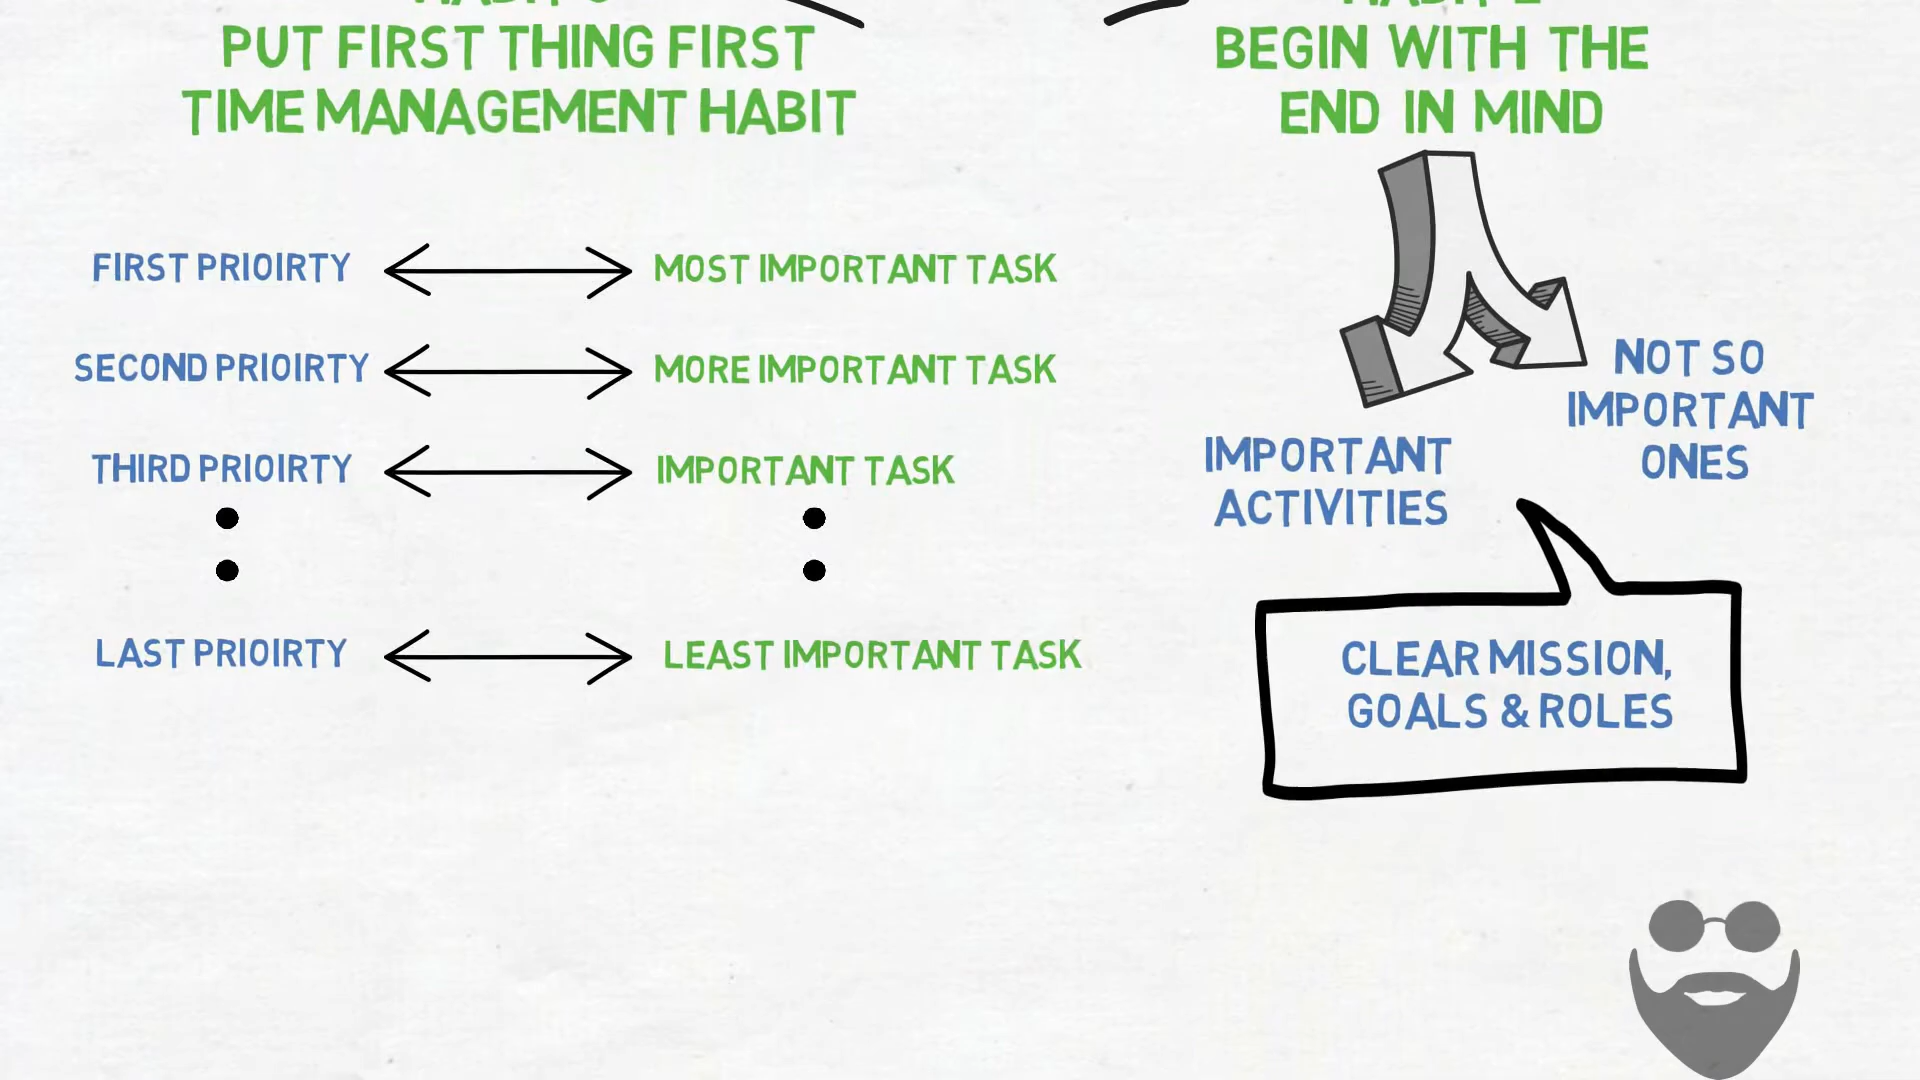 PUT FIRST THING FIRST
TIME MANAGEMENT HABIT
FIRST PRIOIRTY
MOST IMPORTANT TASK
SECOND PRIOIRTY
MORE IMPORTANT TASK
THIRD PRIOIRTY
IMPORTANT TASK
LAST PRIOIRTY
LEAST IMPORTANT TASK
BEGIN WITH THE
END IN MIND
NOT SO
IMPORTANT
ONES
IMPORTANT
ACTIVITIES
CLEAR MISSION,
GOALS & ROLES